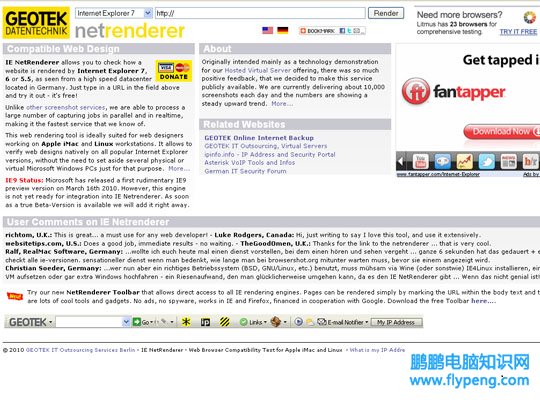 GEOTEK
DATENTECHNIK
netrenderer
Internet Explorer 7
http://
Render
BOOKMARK
Need more browsers?
Litmus has 23 browsers for
comprehensive testing. TRY IT FREE
Compatible Web Design
IE NetRenderer allows you to check how a
website is rendered by Internet Explorer 7,
6 or 5.5, as seen from a high speed datacenter
located in Germany. Just type in a URL in the field above
and try it out - it's free!
VISA
DONATE
Unlike other screenshot services, we are able to process a
large number of capturing jobs in parallel and in realtime,
making it the fastest service that we know of.
This web rendering tool is ideally suited for web designers
working on Apple iMac and Linux workstations. It allows to
verify web designs natively on all popular Internet Explorer
versions, without the need to set aside several physical or
virtual Microsoft Windows PCs just for that purpose. More...
IE9 Status: Microsoft has released a first rudimentary IE9
preview version on March 16th 2010. However, this engine
is not yet ready for integration into IE Netrenderer. As soon
as a true Beta-version is available we will add it right away.
About
Originally intended mainly as a technology demonstration
for our Hosted Virtual Server offering, there was so much
positive feedback, that we decided to make this service
publicly available. We are currently delivering about 10,000
screenshots each day and the numbers are showing a
steady upward trend. More...
Related Websites
GEOTEK Online Internet Backup
GEOTEK IT Outsourcing, Virtual Servers
ipinfo.info - IP Address and Security Portal
Asterisk VoIP Tools and Infos
German IT Security Forum
Get tapped i
fantapper
Download Now
www.fantapper.com/Internet-Explorer
Ads by
User Comments on IE Netrenderer
richtom, U.K.: This is great... a must use for any web developer! - Luke Rodgers, Canada: Hi, just writing to say I love this tool, and use it extensively.
websitetips.com, U.S.: Does a good job, immediate results - no waiting. - TheGoodOmen, U.K.: Thanks for the link to the netrenderer ... that is very cool.
Ralf, RealMac Software, Germany: ...wollte ich euch heute mal einen dienst vorstellen, bei dem einen hören und sehen vergeht ... ganze 6 sekunden hat das gedauert + e
check alle ie-versionen. sensationeller dienst wenn man bedenkt, wie lange man bei browsershot.org mitunter warten muss, bevor sie einem angezeigt wird.
Christian Soeder, Germany: ...wer nun aber ein richtiges Betriebssystem (BSD, GNU/Linux, etc.) benutzt, muss mühsam via Wine (oder sonstwie) IE4Linux installieren, ein
VM aufsetzen oder gar extra Windows hochfahren - ein Riesenaufwand, den man glücklicherweise umgehen kann, da es den IE NetRenderer gibt ... Wenn das nicht genial ist!
New!
Try our new NetRenderer Toolbar that allows direct access to all IE rendering engines. Pages can be rendered simply by marking the URL within the body text and t
are lots of cool tools and gadgets. No ads, no spyware, works in IE and Firefox, financed in cooperation with Google. Download the free Toolbar here....
GEOTEK
Go
Links
E-mail Notifier
My IP Address
© 2010 GEOTEK IT Outsourcing Services Berlin • IE NetRenderer - Web Browser Compatibility Test for Apple iMac and Linux • What is my IP-Addre
鹏鹏电脑知识网
www.flypeng.com